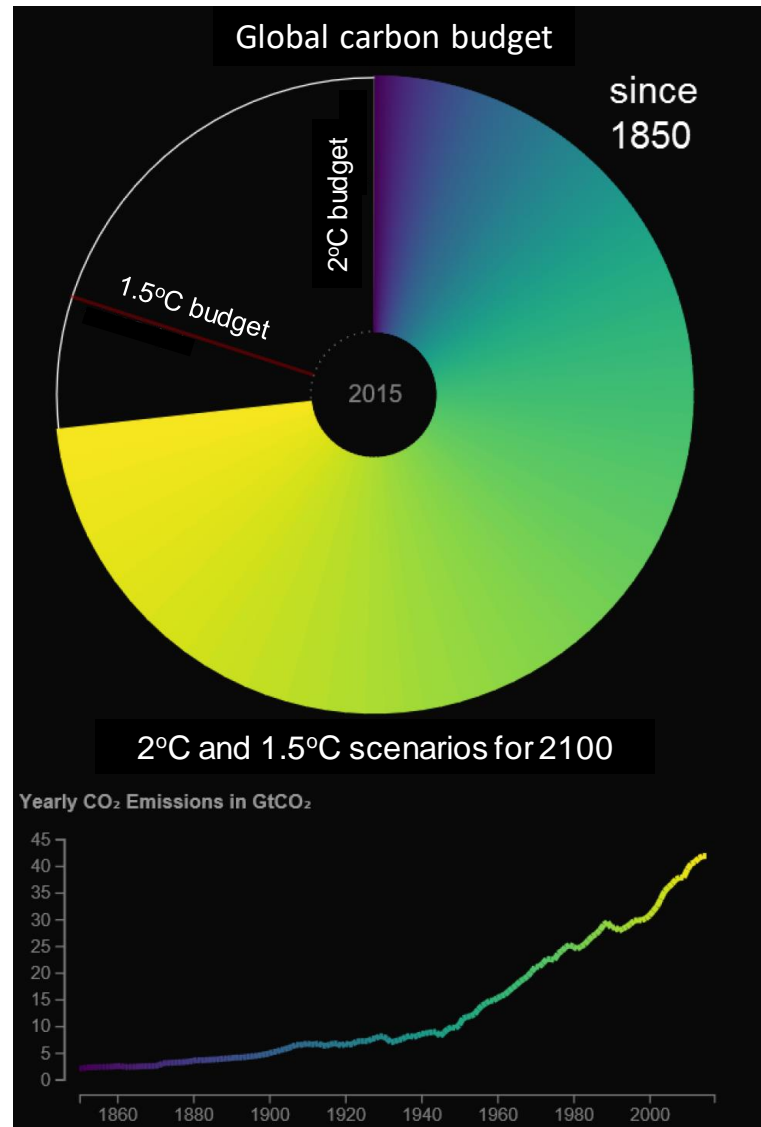 Global carbon budget
since
1850
2°C budget
1.5°C budget
2015
2°C and 1.5°C scenarios for 2100
Yearly CO₂ Emissions in GtCO₂
45
40
35
30
25
20
15
10
5
0
1860 1880 1900 1920 1940 1960 1980 2000